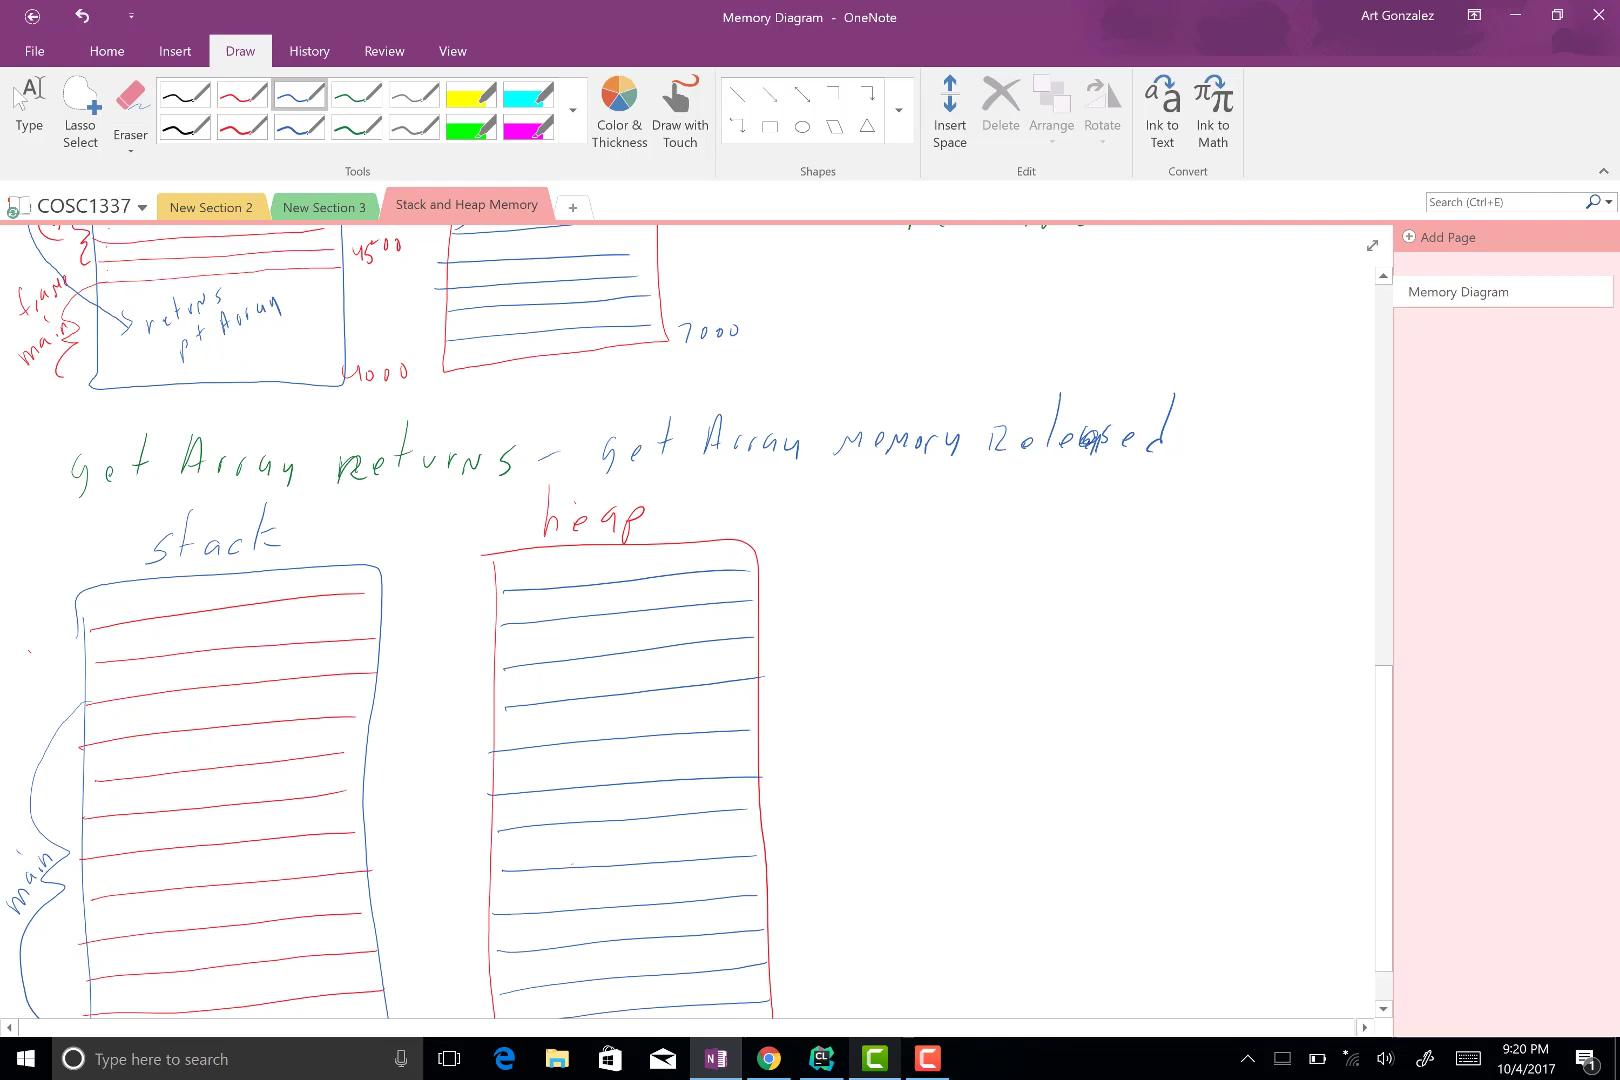 Memory Diagram - OneNote
Art Gonzalez
File
Home
Insert
Draw
History
Review
View
Type
Lasso Select
Eraser
Color & Thickness
Draw with Touch
Insert Space
Delete
Arrange
Rotate
Ink to Text
Ink to Math
Tools
Shapes
Edit
Convert
COSC1337
New Section 2
New Section 3
Stack and Heap Memory
+
Search (Ctrl+E)
Add Page
Memory Diagram
4500
frame
main
returns
pt Array
4000
7000
get Array Returns - get Array memory Released
stack
heap
main
Type here to search
9:20 PM
10/4/2017
1